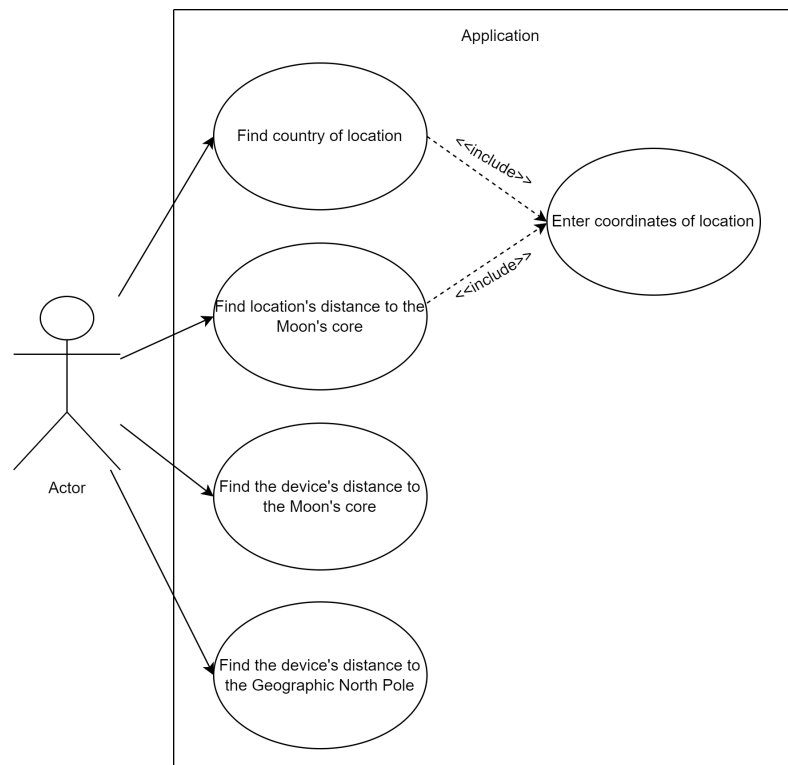 Application
Find country of location
<<include>>
Enter coordinates of location
<<include>>
Find location's distance to the
Moon's core
Find the device's distance to
the Moon's core
Actor
Find the device's distance to
the Geographic North Pole